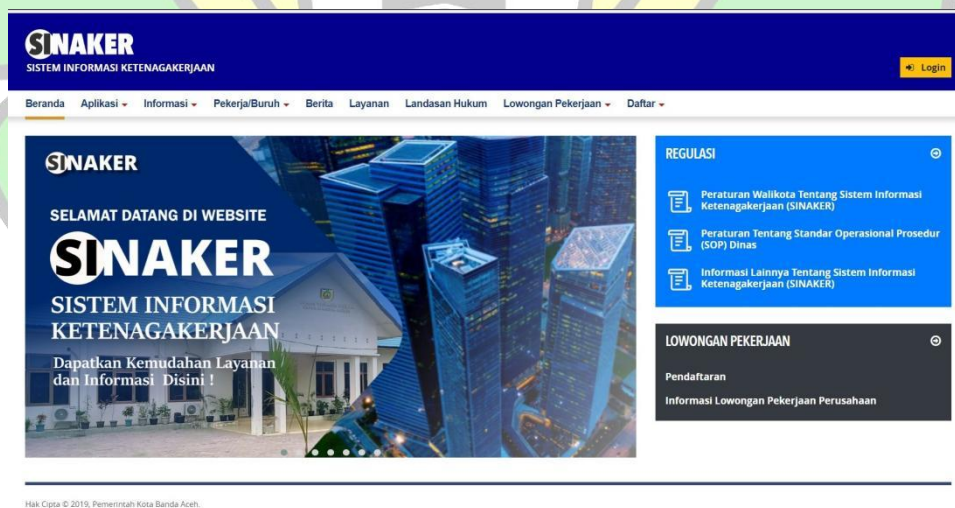 SINAKER
SISTEM INFORMASI KETENAGAKERJAAN
Login
Beranda Aplikasi Informasi Pekerja/Buruh Berita Layanan Landasan Hukum Lowongan Pekerjaan Daftar
SINAKER
SELAMAT DATANG DI WEBSITE
SINAKER
SISTEM INFORMASI
KETENAGAKERJAAN
Dapatkan Kemudahan Layanan
dan Informasi Disini !
REGULASI
Peraturan Walikota Tentang Sistem Informasi
Ketenagakerjaan (SINAKER)
Peraturan Tentang Standar Operasional Prosedur
(SOP) Dinas
Informasi Lainnya Tentang Sistem Informasi
Ketenagakerjaan (SINAKER)
LOWONGAN PEKERJAAN
Pendaftaran
Informasi Lowongan Pekerjaan Perusahaan
Hak Cipta © 2019, Pemerintah Kota Banda Aceh.